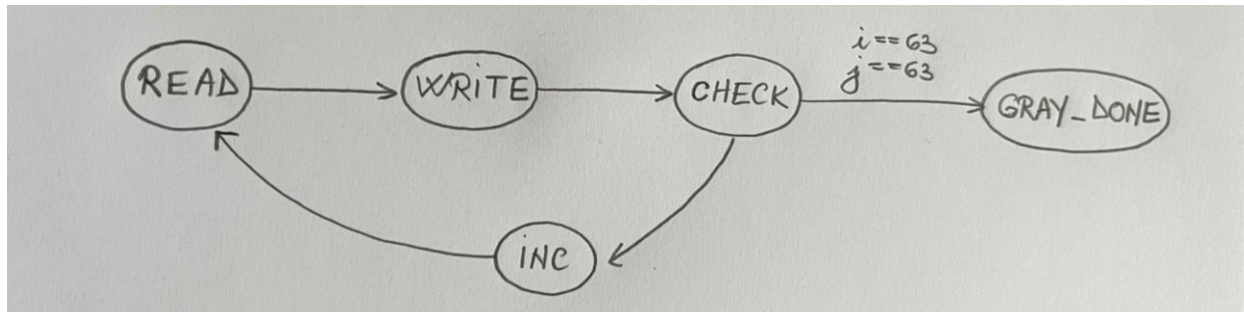 READ
WRITE
CHECK
i==63
j==63
GRAY_DONE
INC